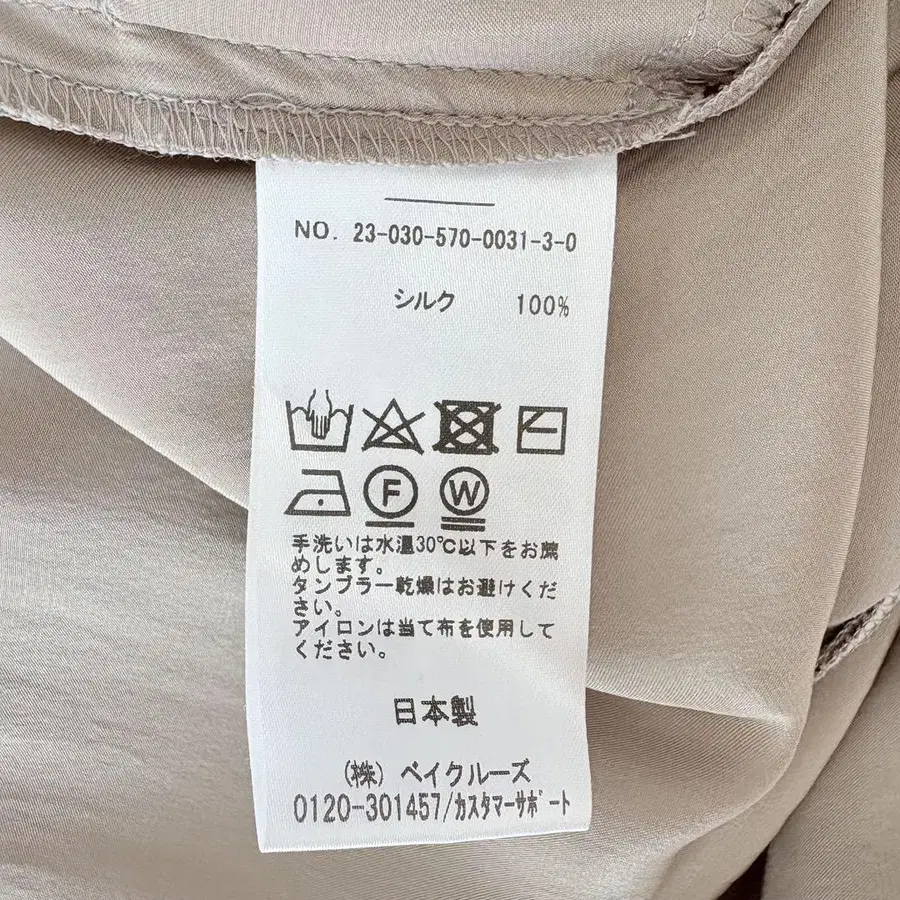 NO. 23-030-570-0031-3-0
シルク 100%
F W
手洗いは水温30℃以下をお薦
めします。
タンブラー乾燥はお避けくだ
さい。
アイロンは当て布を使用して
ください。
日本製
(株) ベイクルーズ
0120-301457/カスタマーサポート